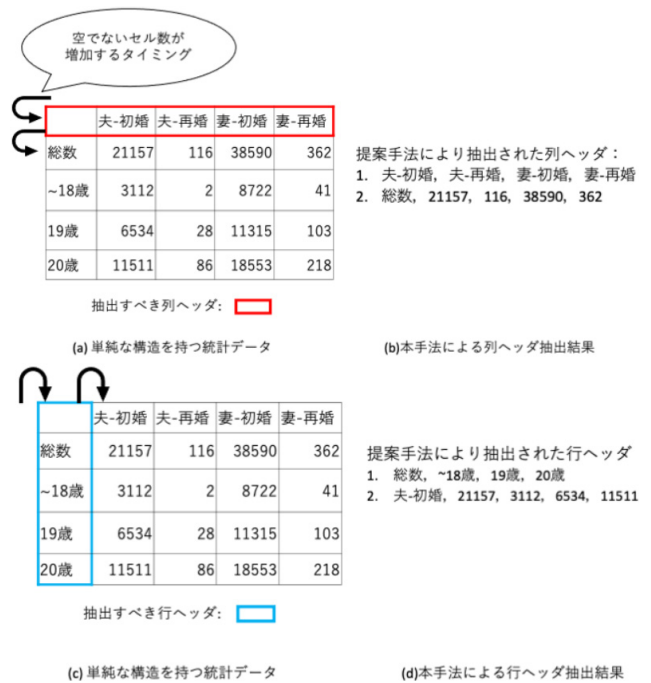 空でないセル数が
増加するタイミング
夫-初婚 夫-再婚 妻-初婚 妻-再婚
総数 21157 116 38590 362
~18歳 3112 2 8722 41
19歳 6534 28 11315 103
20歳 11511 86 18553 218
抽出すべき列ヘッダ:
(a) 単純な構造を持つ統計データ
提案手法により抽出された列ヘッダ：
1. 夫-初婚, 夫-再婚, 妻-初婚, 妻-再婚
2. 総数, 21157, 116, 38590, 362
(b)本手法による列ヘッダ抽出結果
夫-初婚 夫-再婚 妻-初婚 妻-再婚
総数 21157 116 38590 362
~18歳 3112 2 8722 41
19歳 6534 28 11315 103
20歳 11511 86 18553 218
抽出すべき行ヘッダ:
(c) 単純な構造を持つ統計データ
提案手法により抽出された行ヘッダ
1. 総数, ~18歳, 19歳, 20歳
2. 夫-初婚, 21157, 3112, 6534, 11511
(d)本手法による行ヘッダ抽出結果